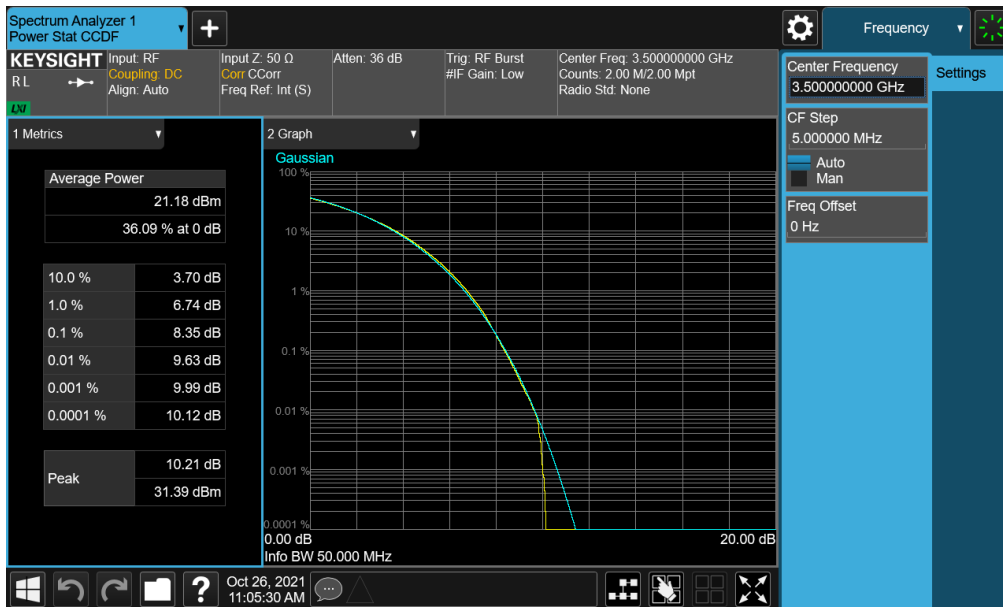 Spectrum Analyzer 1
Power Stat CCDF
Frequency
KEYSIGHT
RL
LXI
Input: RF
Coupling: DC
Align: Auto
Input Z: 50 Ω
Corr CCorr
Freq Ref: Int (S)
Atten: 36 dB
Trig: RF Burst
#IF Gain: Low
Center Freq: 3.500000000 GHz
Counts: 2.00 M/2.00 Mpt
Radio Std: None
Center Frequency
3.500000000 GHz
Settings
CF Step
5.000000 MHz
Auto
Man
Freq Offset
0 Hz
1 Metrics
Average Power
21.18 dBm
36.09 % at 0 dB
10.0 % 3.70 dB
1.0 % 6.74 dB
0.1 % 8.35 dB
0.01 % 9.63 dB
0.001 % 9.99 dB
0.0001 % 10.12 dB
Peak 10.21 dB
31.39 dBm
2 Graph
Gaussian
100 %
10 %
1 %
0.1 %
0.01 %
0.001 %
0.0001 %
0.00 dB 20.00 dB
Info BW 50.000 MHz
?
Oct 26, 2021
11:05:30 AM